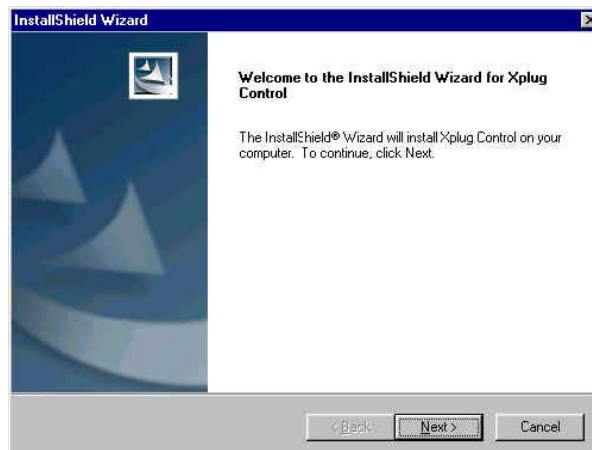 InstallShield Wizard
Welcome to the InstallShield Wizard for Xplug
Control
The InstallShield® Wizard will install Xplug Control on your
computer. To continue, click Next.
< Back
Next >
Cancel